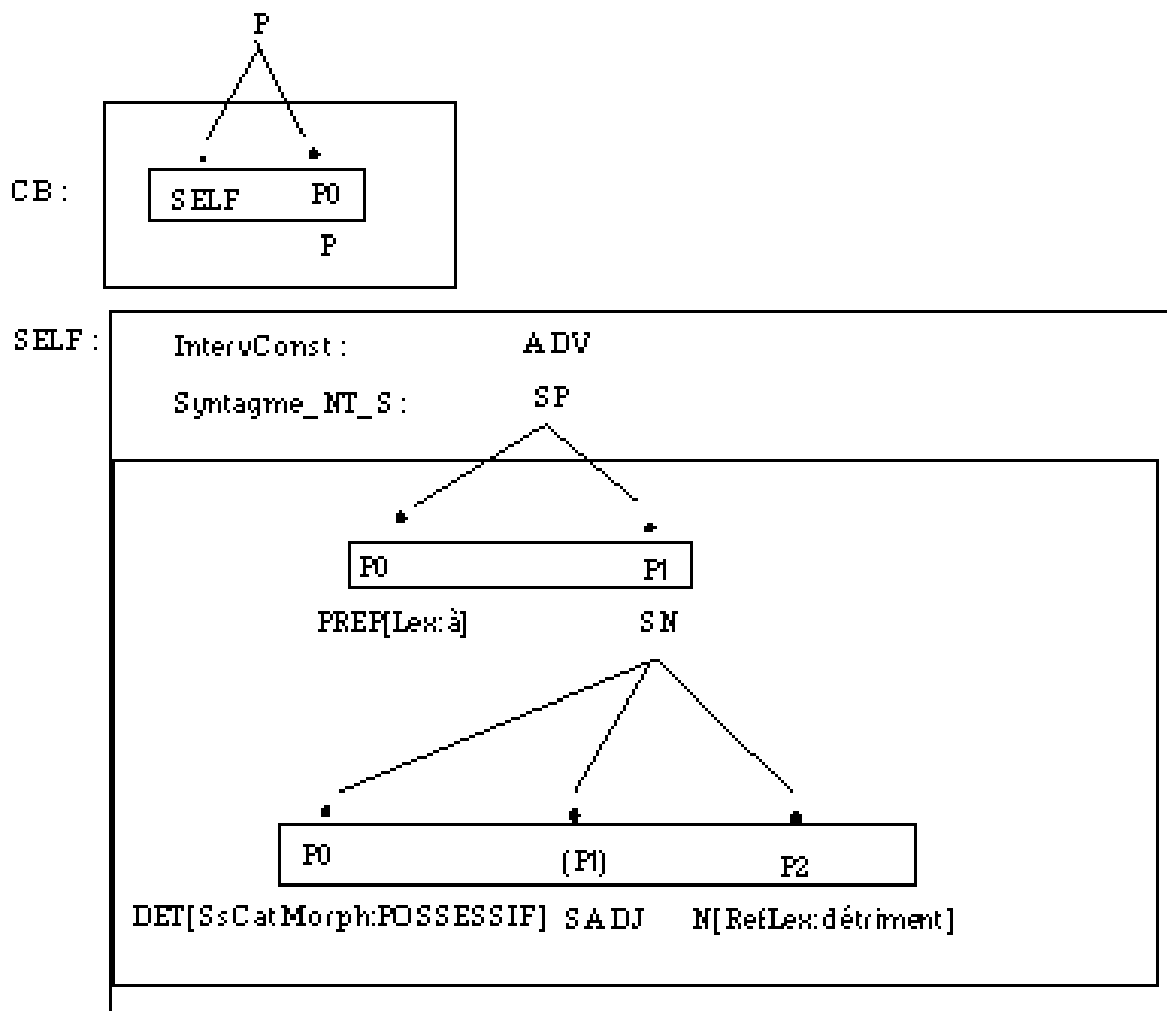 P
CB :
SELF P0
P
SELF :
IntervConst : ADV
Syntagme_NT_S : SP
P0 P1
PREP[Lex: à] SN
P0 (P1) P2
DET[SsCatMorph:POSSESSIF] SADJ N[RefLex: détriment]